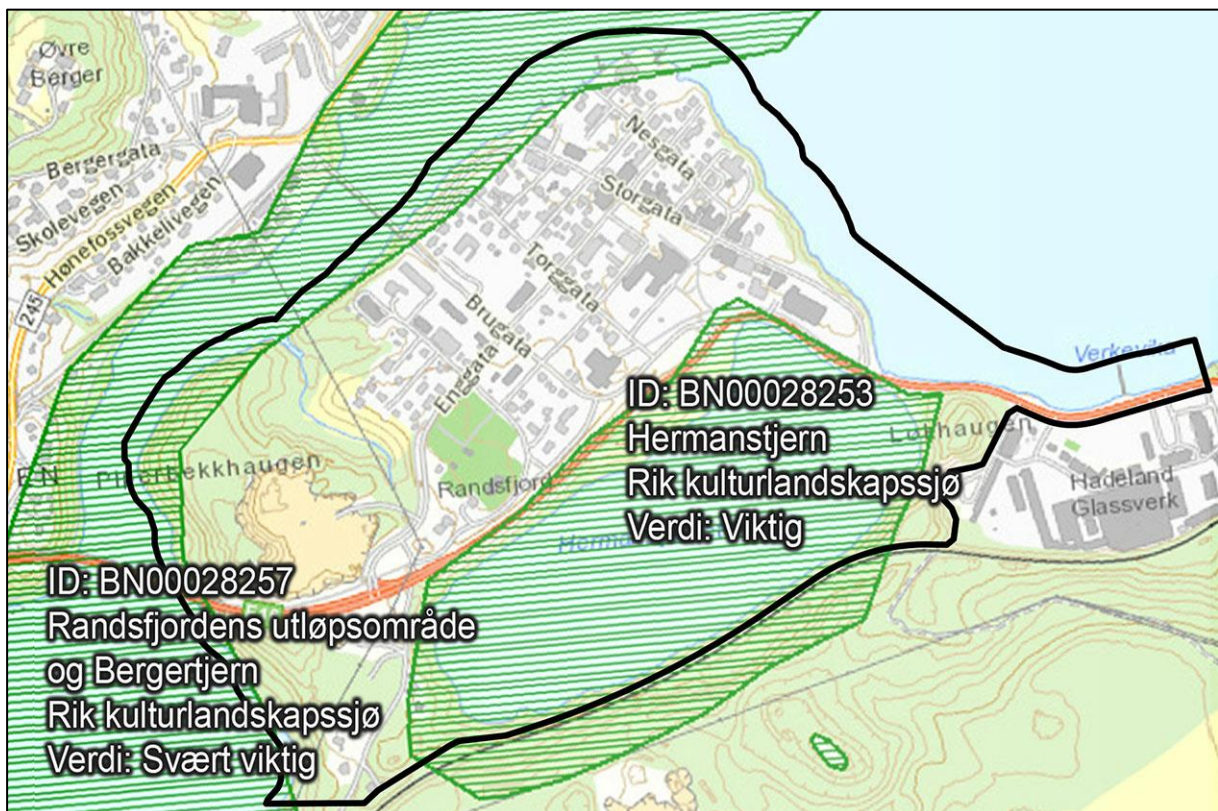 Øvre
Berger
Bergergata
Skolevegen
Hønefossvegen
Bakkelivegen
245
Nesgata
Storgata
Torggata
Brugata
Enggata
Randsfjord
Verkevika
Hadeland
Glassverk
ID: BN00028253
Hermanstjern
Rik kulturlandskapssjø
Verdi: Viktig
ID: BN00028257
Randsfjordens utløpsområde
og Bergertjern
Rik kulturlandskapssjø
Verdi: Svært viktig